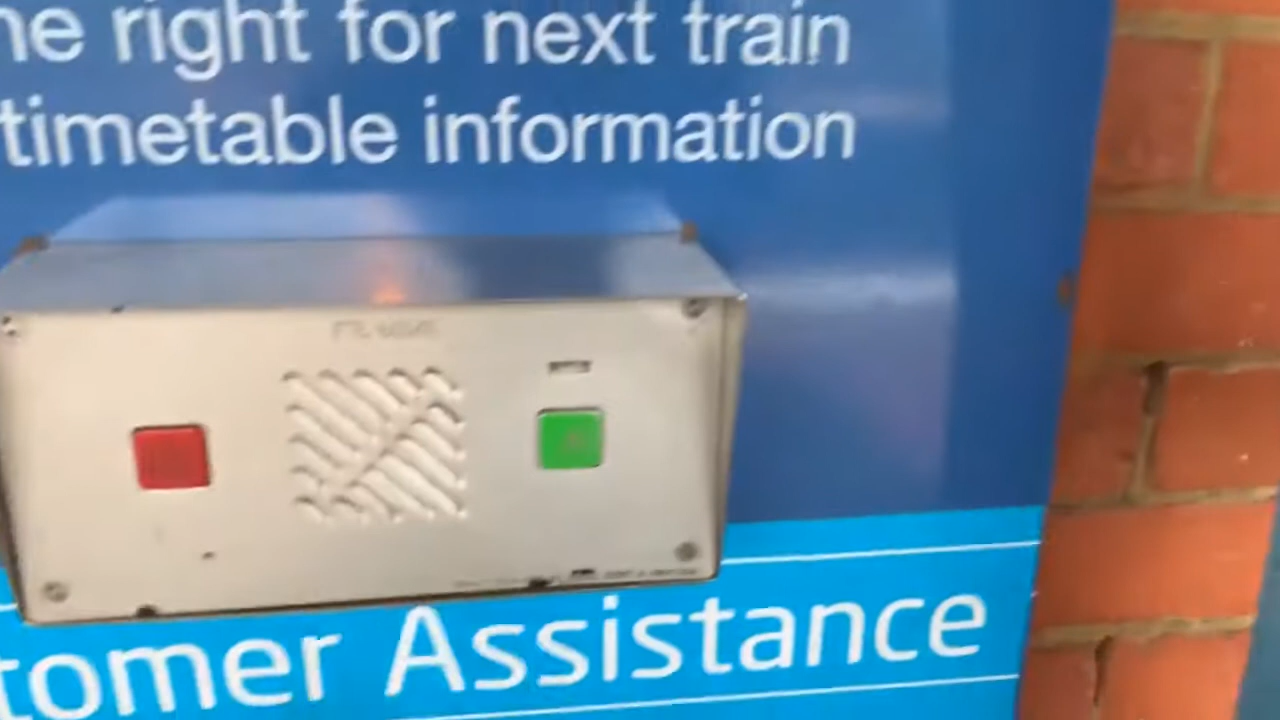 he right for next train
timetable information
tomer Assistance